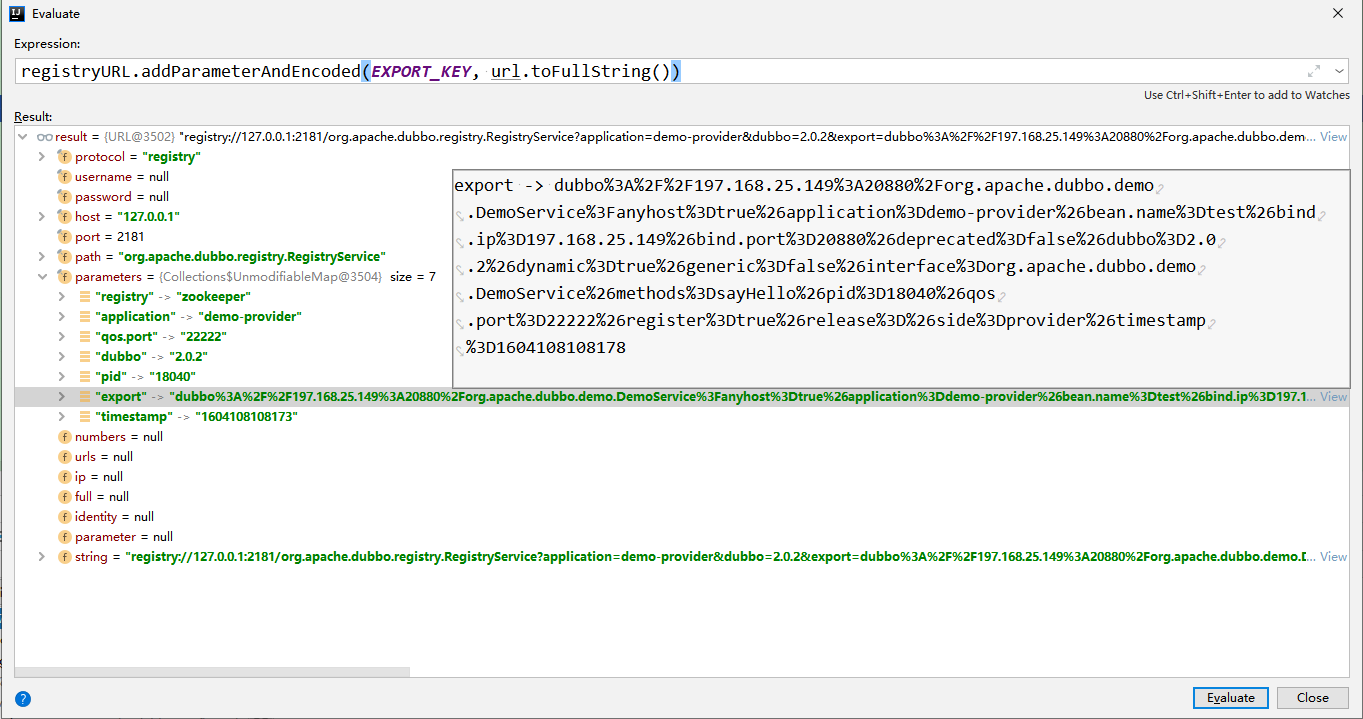 Evaluate
Expression:
registryURL.addParameterAndEncoded(EXPORT_KEY, url.toFullString())
Use Ctrl+Shift+Enter to add to Watches
Result:
result = {URL@3502} "registry://127.0.0.1:2181/org.apache.dubbo.registry.RegistryService?application=demo-provider&dubbo=2.0.2&export=dubbo%3A%2F%2F197.168.25.149%3A20880%2Forg.apache.dubbo.dem... View
protocol = "registry"
username = null
password = null
host = "127.0.0.1"
port = 2181
path = "org.apache.dubbo.registry.RegistryService"
parameters = {Collections$UnmodifiableMap@3504} size = 7
"registry" -> "zookeeper"
"application" -> "demo-provider"
"qos.port" -> "22222"
"dubbo" -> "2.0.2"
"pid" -> "18040"
"export" -> "dubbo%3A%2F%2F197.168.25.149%3A20880%2Forg.apache.dubbo.demo.DemoService%3Fanyhost%3Dtrue%26application%3Ddemo-provider%26bean.name%3Dtest%26bind.ip%3D197.1... View
"timestamp" -> "1604108108173"
numbers = null
urls = null
ip = null
full = null
identity = null
parameter = null
string = "registry://127.0.0.1:2181/org.apache.dubbo.registry.RegistryService?application=demo-provider&dubbo=2.0.2&export=dubbo%3A%2F%2F197.168.25.149%3A20880%2Forg.apache.dubbo.demo.D... View
export -> dubbo%3A%2F%2F197.168.25.149%3A20880%2Forg.apache.dubbo.demo
.DemoService%3Fanyhost%3Dtrue%26application%3Ddemo-provider%26bean.name%3Dtest%26bind
.ip%3D197.168.25.149%26bind.port%3D20880%26deprecated%3Dfalse%26dubbo%3D2.0
.2%26dynamic%3Dtrue%26generic%3Dfalse%26interface%3Dorg.apache.dubbo.demo
.DemoService%26methods%3DsayHello%26pid%3D18040%26qos
.port%3D22222%26register%3Dtrue%26release%3D%26side%3Dprovider%26timestamp
%3D1604108108178
Evaluate
Close